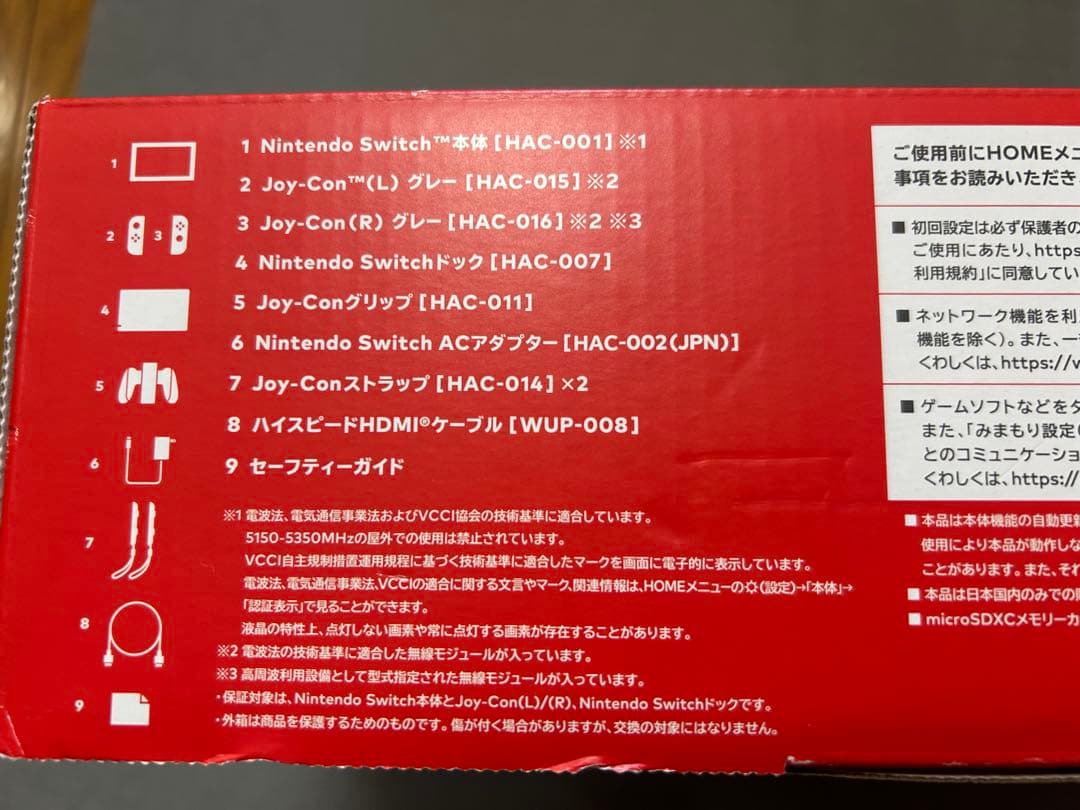 1 Nintendo Switch™本体［HAC-001］※1
2 Joy-Con™(L) グレー［HAC-015］※2
3 Joy-Con(R) グレー［HAC-016］※2 ※3
4 Nintendo Switchドック［HAC-007］
5 Joy-Conグリップ［HAC-011］
6 Nintendo Switch ACアダプター［HAC-002(JPN)］
7 Joy-Conストラップ［HAC-014］×2
8 ハイスピードHDMI®ケーブル［WUP-008］
9 セーフティーガイド
1
2
3
4
5
6
7
8
9
※1 電波法、電気通信事業法およびVCCI協会の技術基準に適合しています。
5150-5350MHzの屋外での使用は禁止されています。
VCCI自主規制措置運用規程に基づく技術基準に適合したマークを画面に電子的に表示しています。
電波法、電気通信事業法、VCCIの適合に関する文言やマーク、関連情報は、HOMEメニューの(設定)→「本体」→
「認証表示」で見ることができます。
液晶の特性上、点灯しない画素や常に点灯する画素が存在することがあります。
※2 電波法の技術基準に適合した無線モジュールが入っています。
※3 高周波利用設備として型式指定された無線モジュールが入っています。
・保証対象は、Nintendo Switch本体とJoy-Con(L)/(R)、Nintendo Switchドックです。
・外箱は商品を保護するためのものです。傷が付く場合がありますが、交換の対象にはなりません。
ご使用前にHOMEメニ
事項をお読みいただき
■ 初回設定は必ず保護者の
ご使用にあたり、https
利用規約」に同意してい
■ ネットワーク機能を利
機能を除く）。また、一
くわしくは、https://
■ ゲームソフトなどをダ
また、「みまもり設定
とのコミュニケーショ
くわしくは、https://
■ 本品は本体機能の自動更新
使用により本品が動作しな
ことがあります。また、それ
■ 本品は日本国内のみでの
■ microSDXCメモリーカ